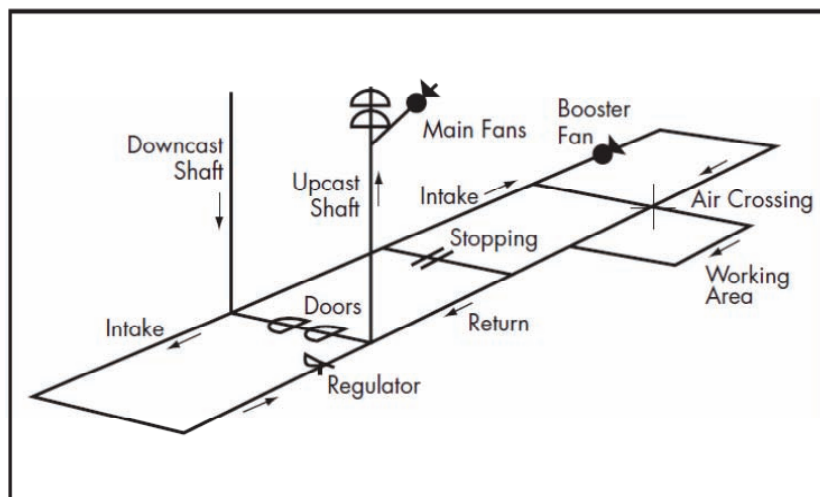 Booster
Fan
Main Fans
Downcast
Shaft
Upcast
Shaft
Intake
Air Crossing
Stopping
Working
Area
Doors
Intake
Return
Regulator